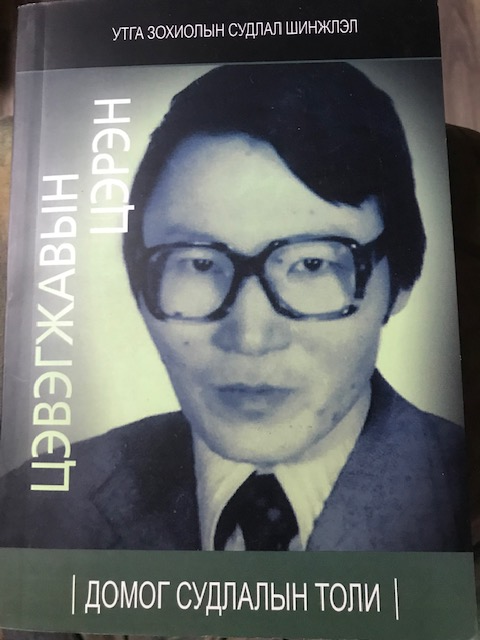 УТГА ЗОХИОЛЫН СУДЛАЛ ШИНЖЛЭЛ
ЦЭВЭГЖАВЫН
ЦЭРЭН
| ДОМОГ СУДЛАЛЫН ТОЛИ |